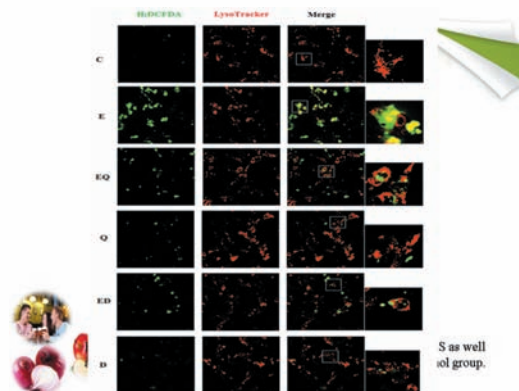 H₂DCFDA LysoTracker Merge
C
E
EQ
Q
ED
D
S as well
ol group.